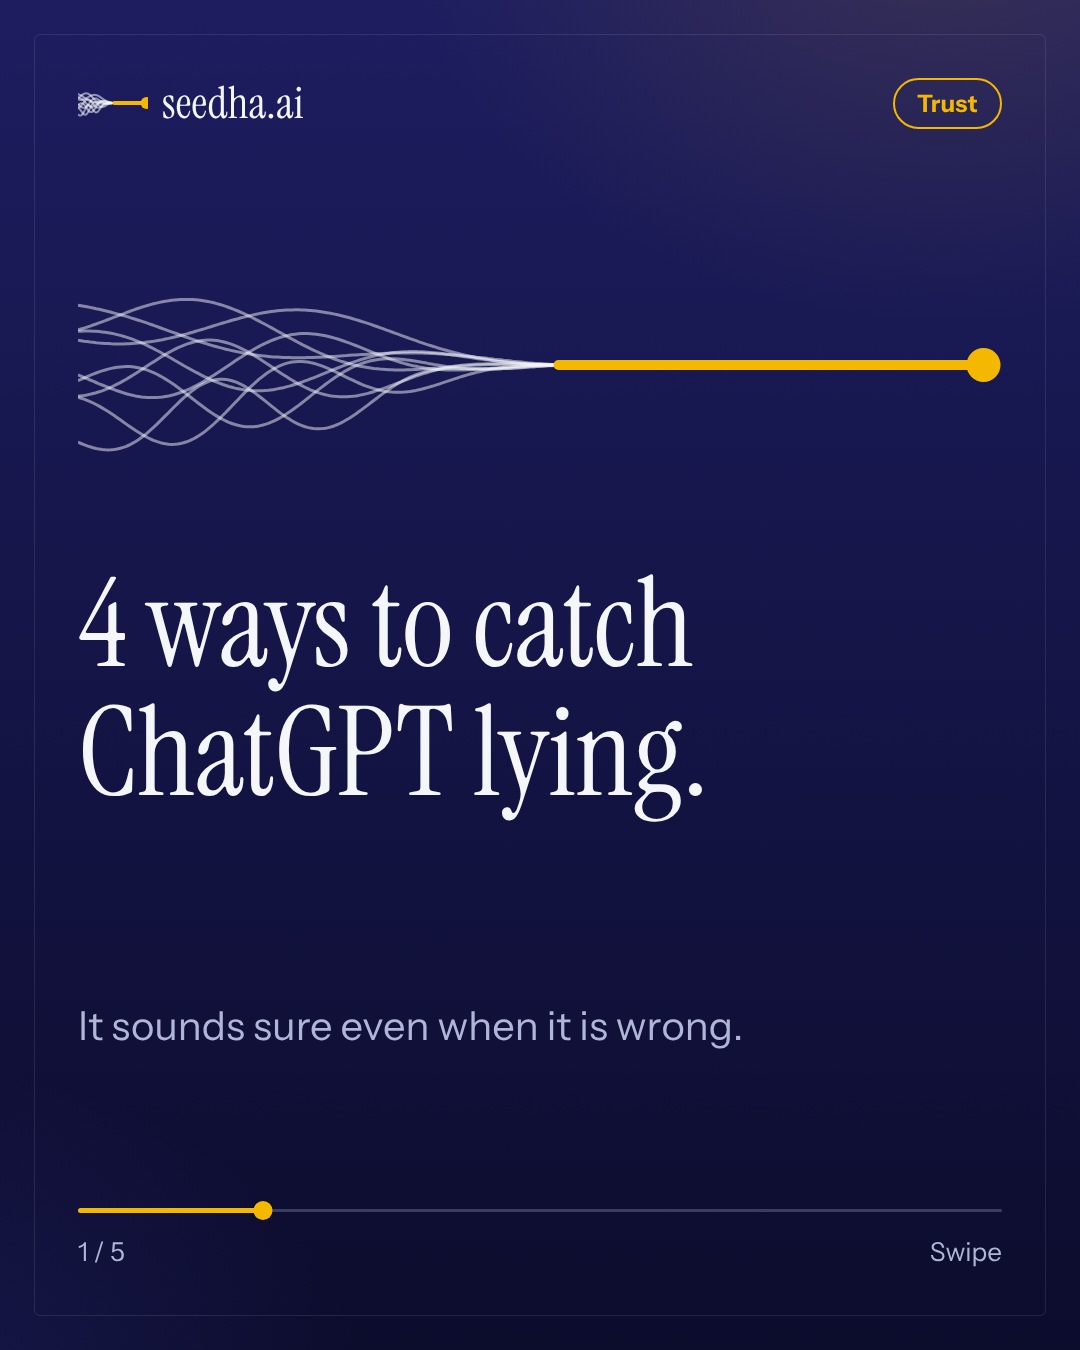 seedha.ai
Trust
4 ways to catch
ChatGPT lying.
It sounds sure even when it is wrong.
1 / 5
Swipe